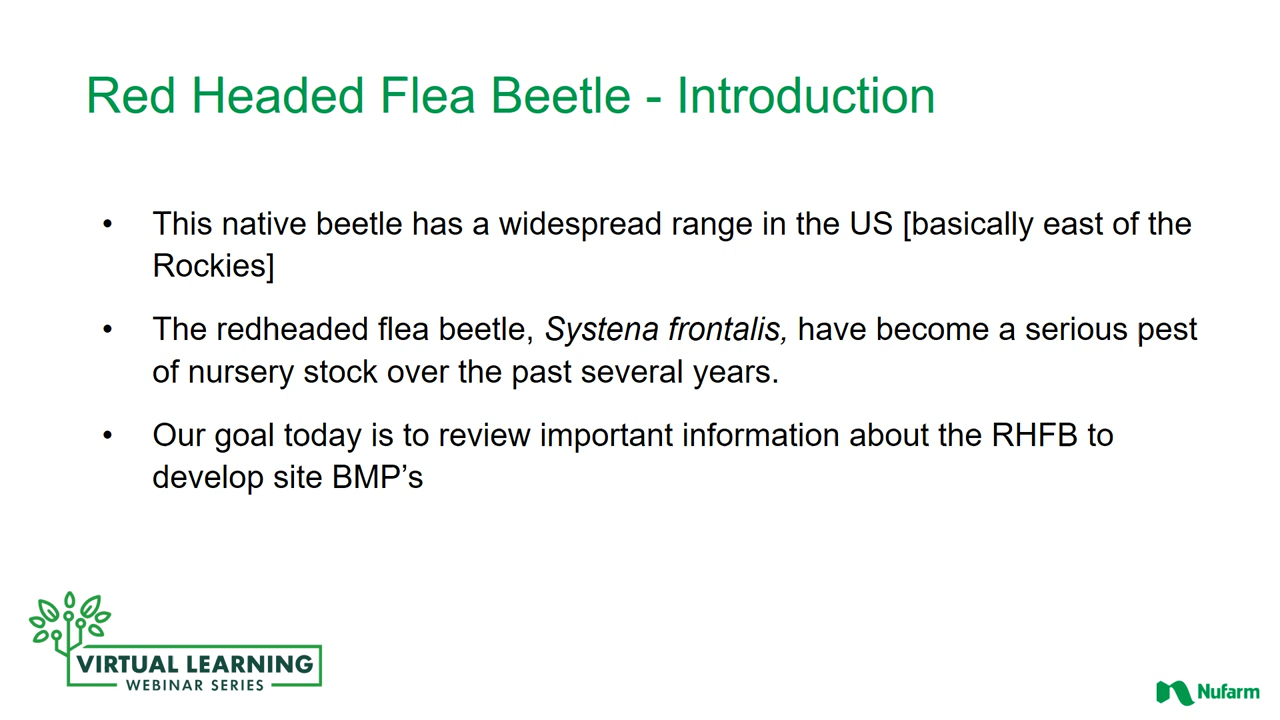 Red Headed Flea Beetle - Introduction
• This native beetle has a widespread range in the US [basically east of the
Rockies]
• The redheaded flea beetle, Systena frontalis, have become a serious pest
of nursery stock over the past several years.
• Our goal today is to review important information about the RHFB to
develop site BMP’s
VIRTUAL LEARNING
WEBINAR SERIES
Nufarm